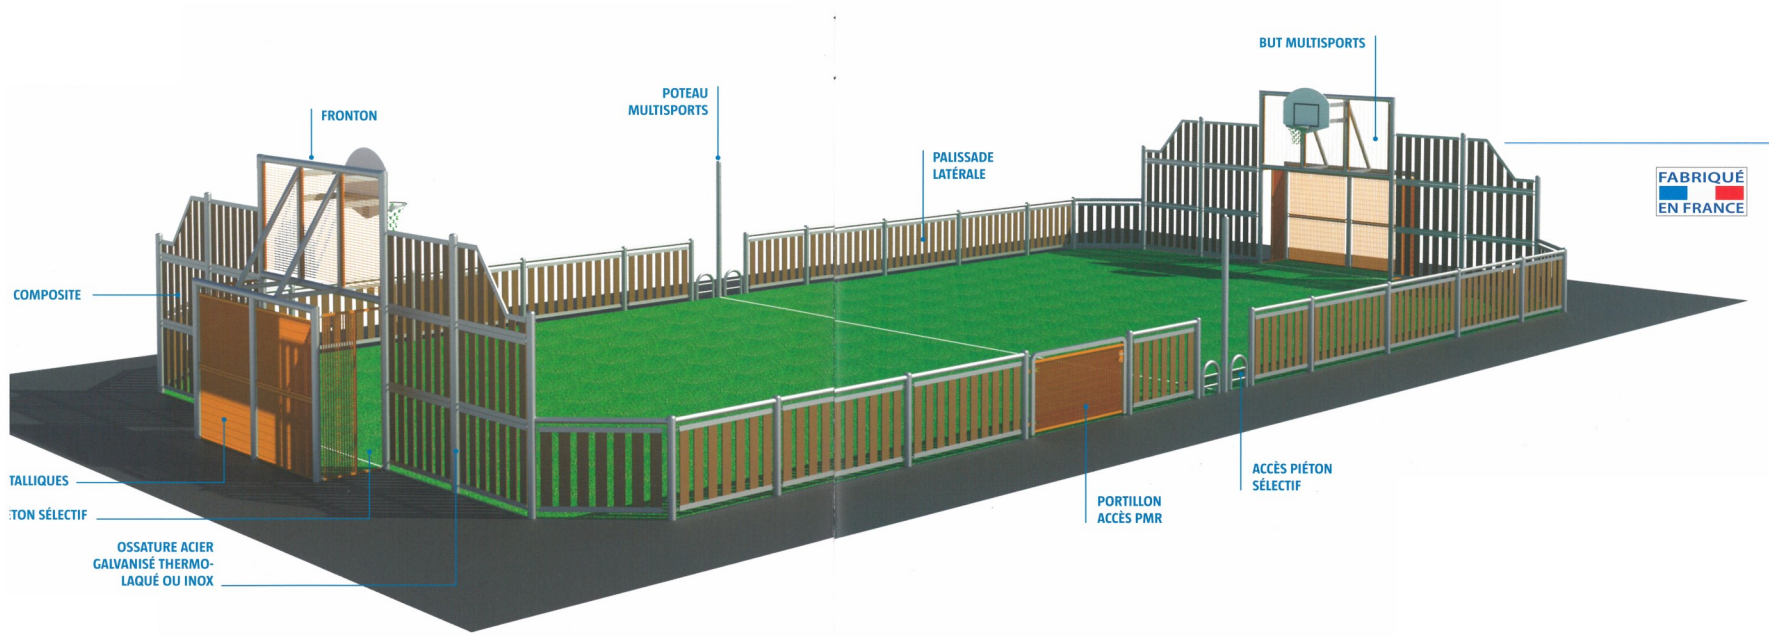 BUT MULTISPORTS
POTEAU
MULTISPORTS
FRONTON
PALISSADE
LATÉRALE
FABRIQUÉ
EN FRANCE
COMPOSITE
TALLIQUES
TON SÉLECTIF
ACCÈS PIÉTON
SÉLECTIF
PORTILLON
ACCÈS PMR
OSSATURE ACIER
GALVANISÉ THERMO-
LAQUÉ OU INOX